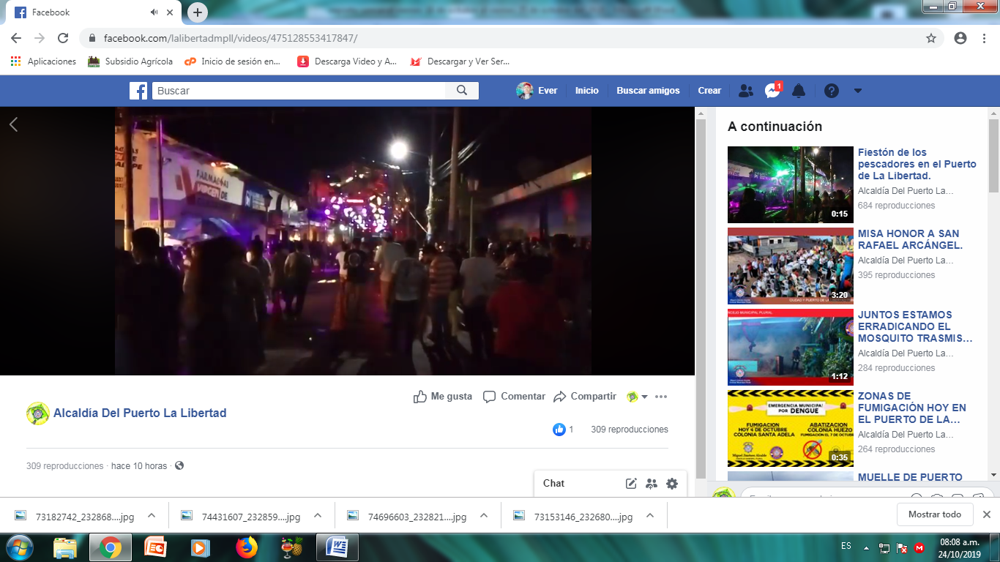 Facebook
facebook.com/lalibertadmpll/videos/475128553417847/
Aplicaciones
Subsidio Agrícola
Inicio de sesión en...
Descarga Video y A...
Descargar y Ver Ser...
Buscar
Ever
Inicio
Buscar amigos
Crear
1
FARMACIAS
VIRGEN
DE
Alcaldía Del Puerto La Libertad
Me gusta
Comentar
Compartir
1
309 reproducciones
309 reproducciones · hace 10 horas ·
Chat
A continuación
0:15
Fiestón de los
pescadores en el Puerto
de La Libertad.
Alcaldía Del Puerto La...
684 reproducciones
3:20
MISA HONOR A SAN
RAFAEL ARCÁNGEL.
Alcaldía Del Puerto La...
395 reproducciones
1:12
JUNTOS ESTAMOS
ERRADICANDO EL
MOSQUITO TRASMIS...
Alcaldía Del Puerto La...
284 reproducciones
EMERGENCIA MUNICIPAL
POR DENGUE
FUMIGACION
HOY 4 DE OCTUBRE
COLONIA SANTA ADELA
ABATIZACION
COLONIA HUEZO
FUMIGACION EL 7 DE OCTUBRE
0:35
ZONAS DE
FUMIGACIÓN HOY EN
EL PUERTO DE LA...
Alcaldía Del Puerto La...
264 reproducciones
MUELLE DE PUERTO
73182742_232868....jpg
74431607_232859....jpg
74696603_232821....jpg
73153146_232680....jpg
Mostrar todo
ES
08:08 a.m.
24/10/2019